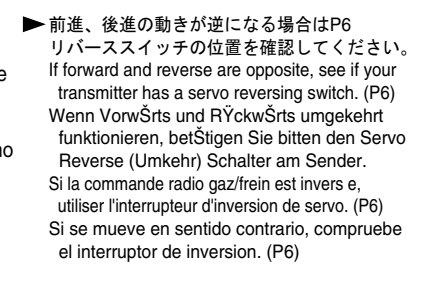 ▶前進、後進の動きが逆になる場合はP6
リバーススイッチの位置を確認してください。
If forward and reverse are opposite, see if your
transmitter has a servo reversing switch. (P6)
Wenn VorwŠrts und RŸckwŠrts umgekehrt
funktionieren, betŠtigen Sie bitten den Servo
Reverse (Umkehr) Schalter am Sender.
Si la commande radio gaz/frein est invers e,
utiliser l'interrupteur d'inversion de servo. (P6)
Si se mueve en sentido contrario, compruebe
el interruptor de inversion. (P6)